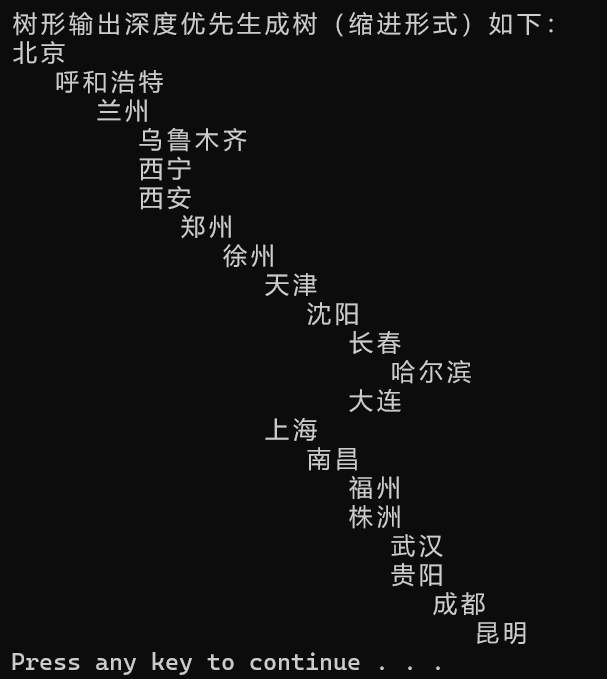 树形输出深度优先生成树（缩进形式）如下：
北京
呼和浩特
兰州
乌鲁木齐
西宁
西安
郑州
徐州
天津
沈阳
长春
哈尔滨
大连
上海
南昌
福州
株洲
武汉
贵阳
成都
昆明
Press any key to continue . . .